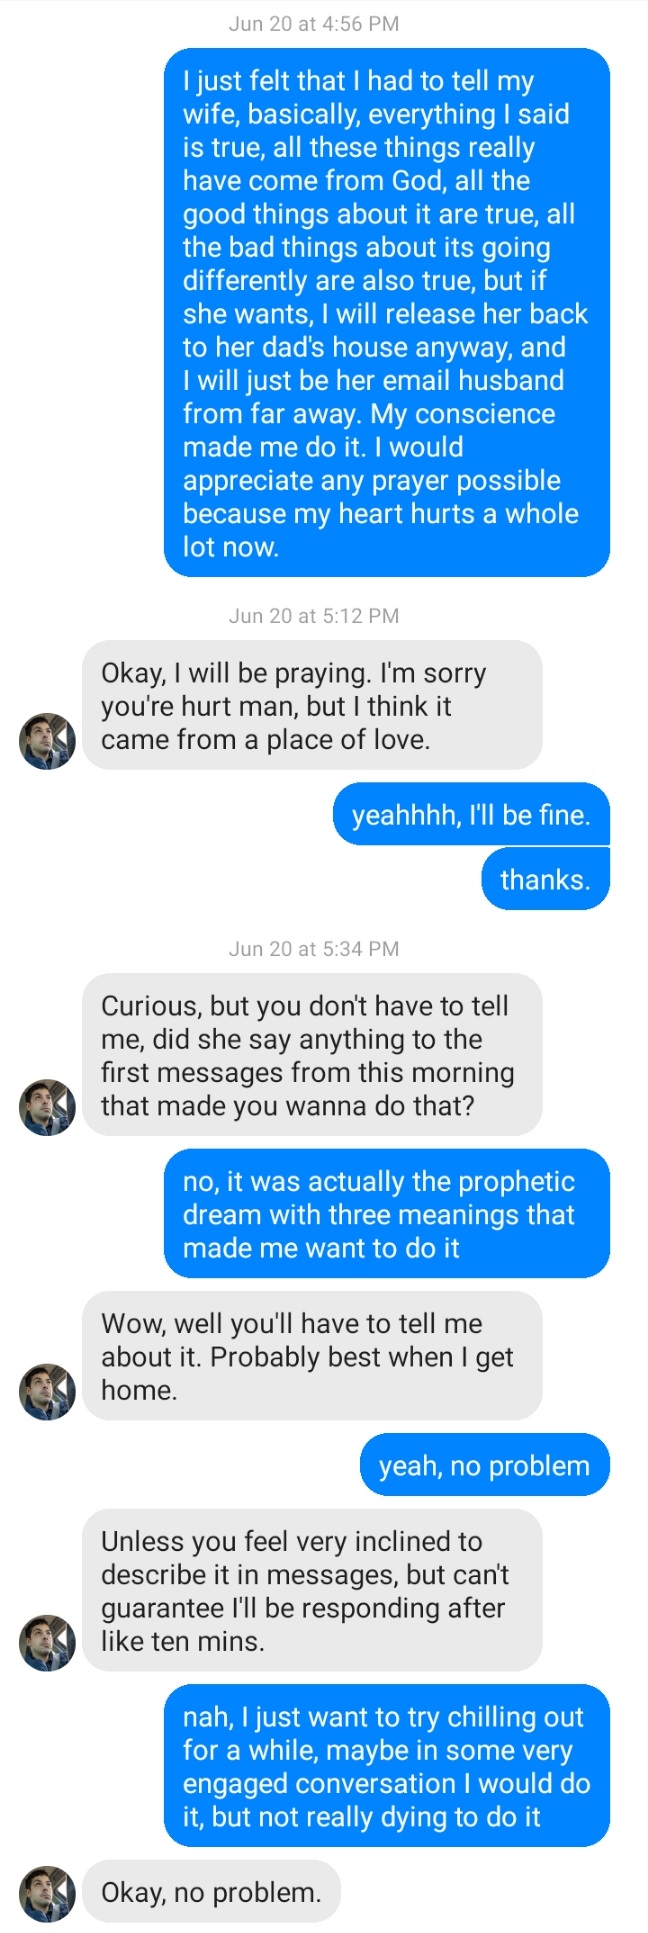 Jun 20 at 4:56 PM
I just felt that I had to tell my
wife, basically, everything I said
is true, all these things really
have come from God, all the
good things about it are true, all
the bad things about its going
differently are also true, but if
she wants, I will release her back
to her dad's house anyway, and
I will just be her email husband
from far away. My conscience
made me do it. I would
appreciate any prayer possible
because my heart hurts a whole
lot now.
Jun 20 at 5:12 PM
Okay, I will be praying. I'm sorry
you're hurt man, but I think it
came from a place of love.
yeahhhh, I'll be fine.
thanks.
Jun 20 at 5:34 PM
Curious, but you don't have to tell
me, did she say anything to the
first messages from this morning
that made you wanna do that?
no, it was actually the prophetic
dream with three meanings that
made me want to do it
Wow, well you'll have to tell me
about it. Probably best when I get
home.
yeah, no problem
Unless you feel very inclined to
describe it in messages, but can't
guarantee I'll be responding after
like ten mins.
nah, I just want to try chilling out
for a while, maybe in some very
engaged conversation I would do
it, but not really dying to do it
Okay, no problem.